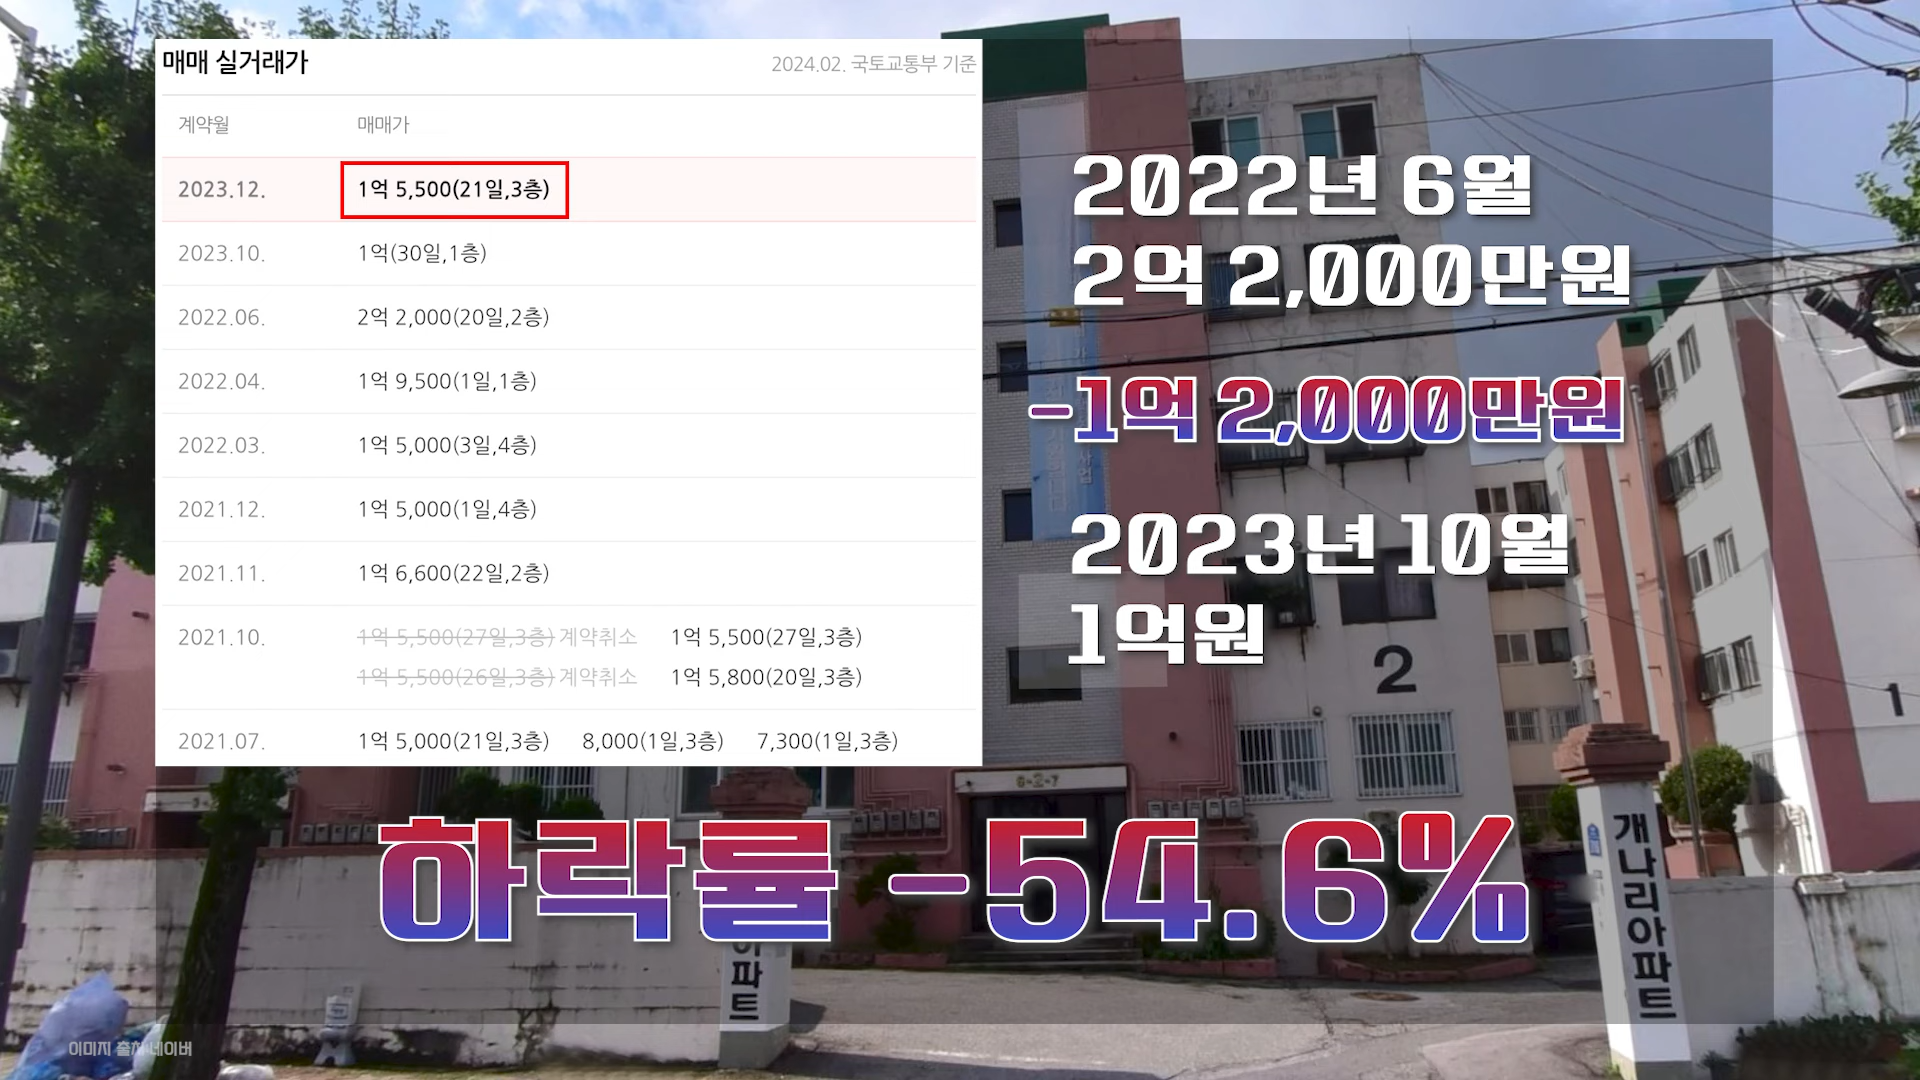 매매 실거래가
2024.02. 국토교통부 기준
계약월 매매가
2023.12. 1억 5,500(21일,3층)
2023.10. 1억(30일,1층)
2022.06. 2억 2,000(20일,2층)
2022.04. 1억 9,500(1일,1층)
2022.03. 1억 5,000(3일,4층)
2021.12. 1억 5,000(1일,4층)
2021.11. 1억 6,600(22일,2층)
2021.10. 1억 5,500(27일,3층) 계약취소 1억 5,500(27일,3층)
1억 5,500(26일,3층) 계약취소 1억 5,800(20일,3층)
2021.07. 1억 5,000(21일,3층) 8,000(1일,3층) 7,300(1일,3층)
2022년 6월
2억 2,000만원
-1억 2,000만원
2023년 10월
1억원
2
1
하락률 -54.6%
개나리아파트
아파트
이미지 출처 네이버